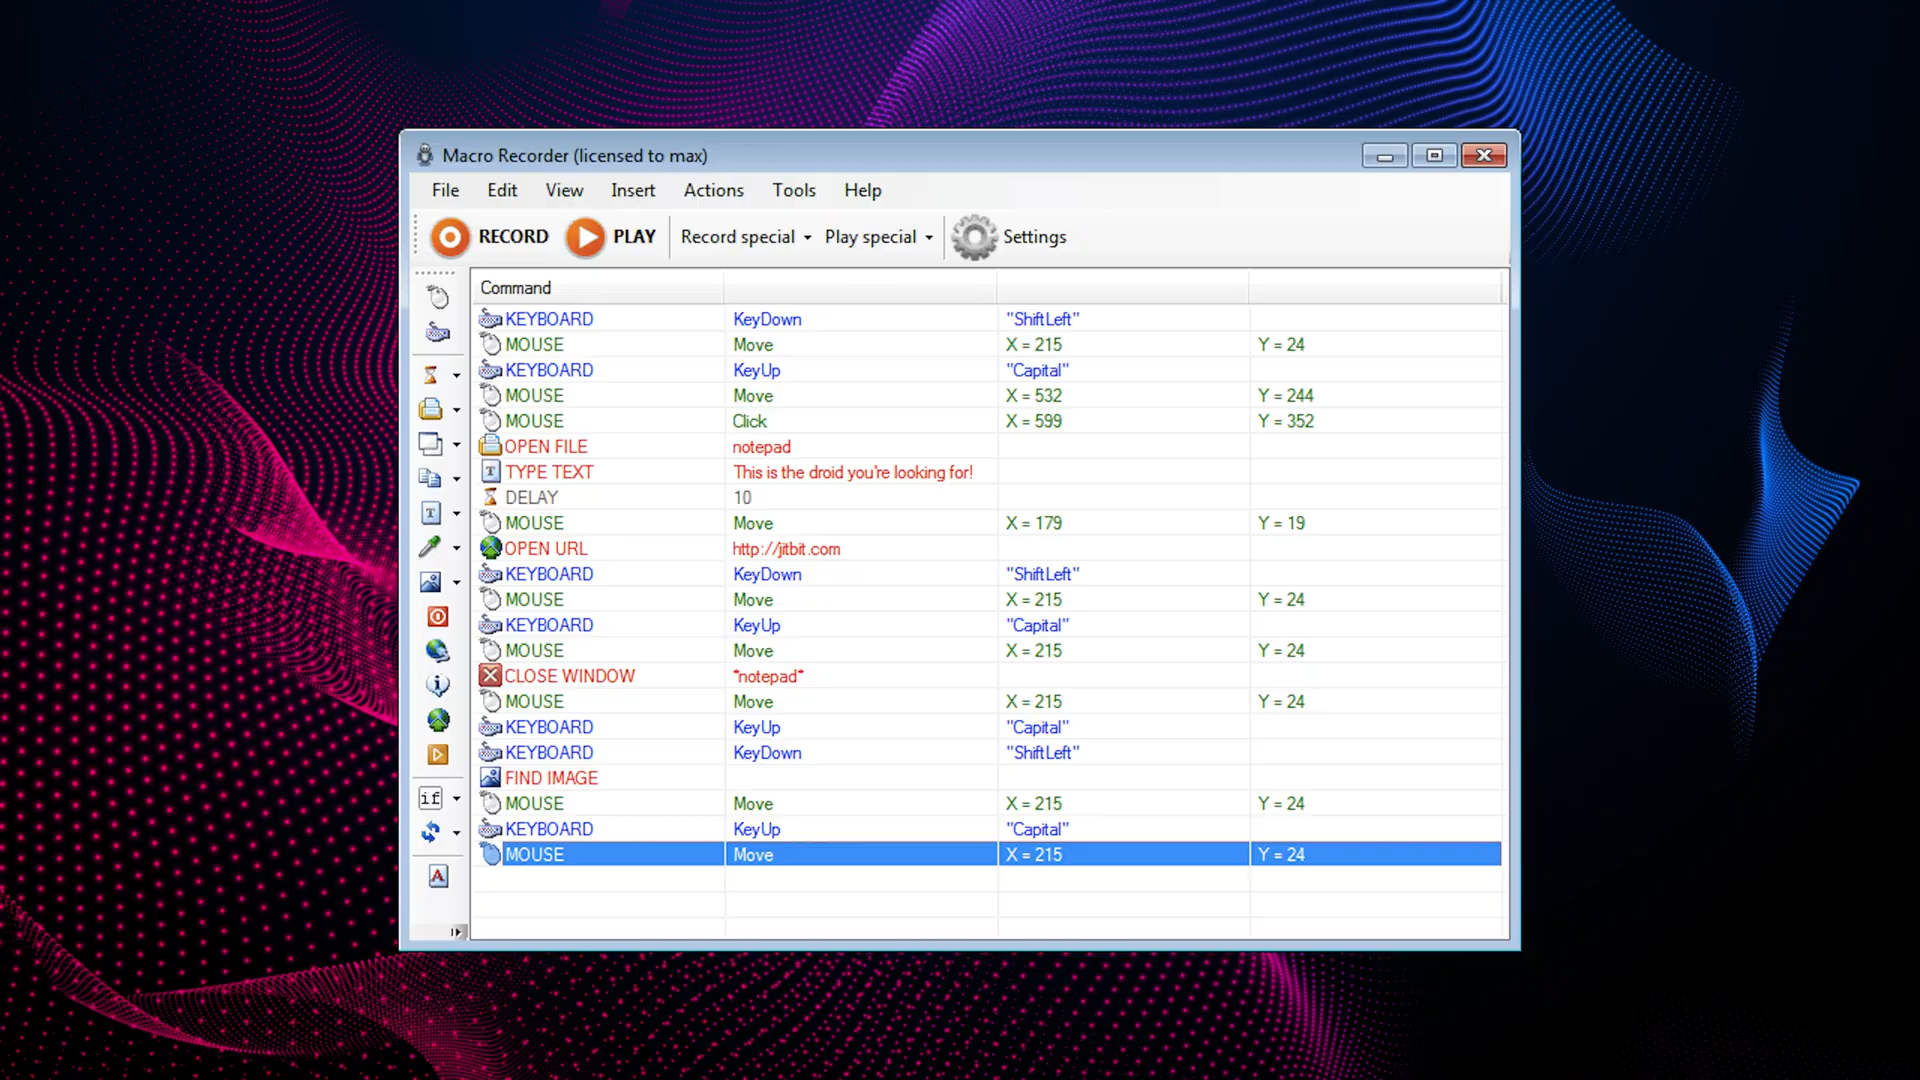 Macro Recorder (licensed to max)
File Edit View Insert Actions Tools Help
RECORD PLAY Record special Play special Settings
Command
KEYBOARD KeyDown "ShiftLeft"
MOUSE Move X = 215 Y = 24
KEYBOARD KeyUp "Capital"
MOUSE Move X = 532 Y = 244
MOUSE Click X = 599 Y = 352
OPEN FILE notepad
T TYPE TEXT This is the droid you're looking for!
DELAY 10
T
MOUSE Move X = 179 Y = 19
OPEN URL http://jitbit.com
KEYBOARD KeyDown "ShiftLeft"
MOUSE Move X = 215 Y = 24
KEYBOARD KeyUp "Capital"
MOUSE Move X = 215 Y = 24
CLOSE WINDOW *notepad*
i
MOUSE Move X = 215 Y = 24
KEYBOARD KeyUp "Capital"
KEYBOARD KeyDown "ShiftLeft"
FIND IMAGE
if
MOUSE Move X = 215 Y = 24
KEYBOARD KeyUp "Capital"
MOUSE Move X = 215 Y = 24
A